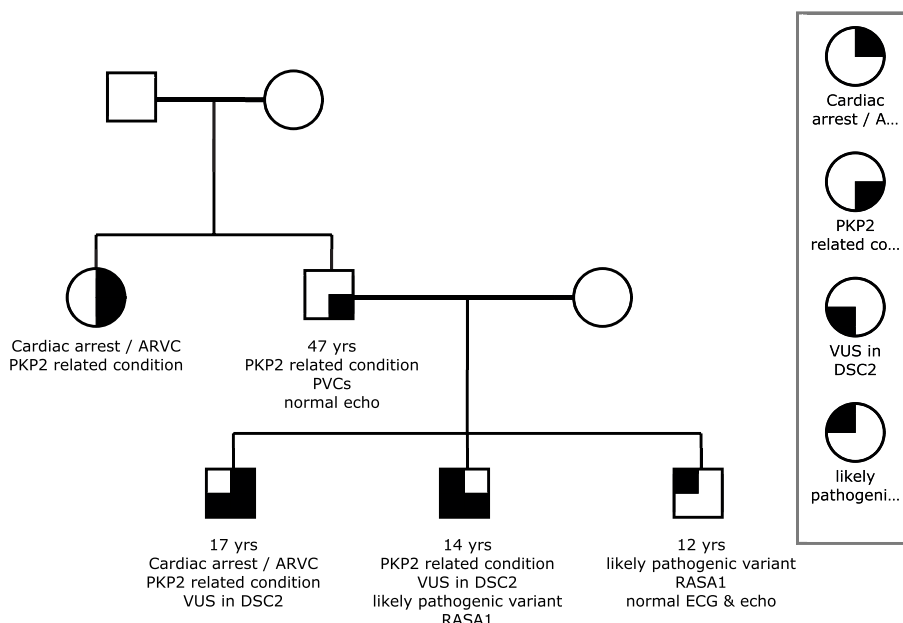 Cardiac
arrest / A...
PKP2
related co...
VUS in
DSC2
likely
pathogeni...
Cardiac arrest / ARVC
PKP2 related condition
47 yrs
PKP2 related condition
PVCs
normal echo
17 yrs
Cardiac arrest / ARVC
PKP2 related condition
VUS in DSC2
14 yrs
PKP2 related condition
VUS in DSC2
likely pathogenic variant
RASA1
12 yrs
likely pathogenic variant
RASA1
normal ECG & echo